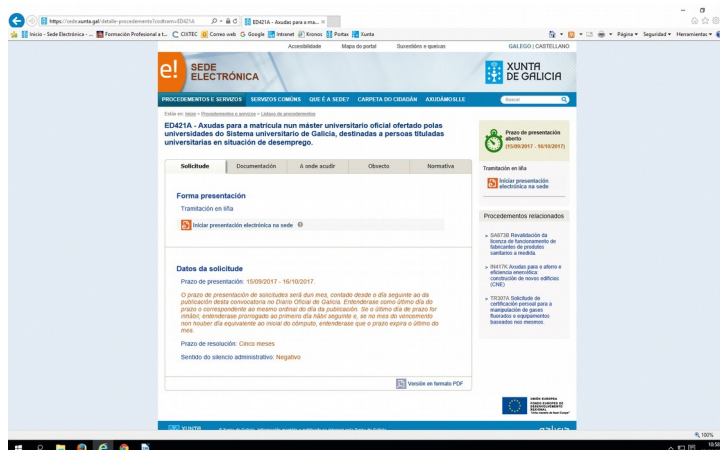 https://sede.xunta.gal/detalle-procedemento?codtram=ED421A
ED421A - Axudas para a ma...
Inicio - Sede Electrónica - ...
Formación Profesional a t...
CIXTEC
Correo web
Google
Intranet
Kronos
Portax
Xunta
Página
Seguridad
Herramientas
Accesibilidade
Mapa do portal
Suxestións e queixas
GALEGO | CASTELLANO
e!
SEDE
ELECTRÓNICA
XUNTA
DE GALICIA
PROCEDEMENTOS E SERVIZOS
SERVIZOS COMÚNS
QUE É A SEDE?
CARPETA DO CIDADÁN
AXUDÁMOSLLE
Buscar
Estás en: Inicio > Procedementos e servizos > Listaxe de procedementos
ED421A - Axudas para a matrícula nun máster universitario oficial ofertado polas
universidades do Sistema universitario de Galicia, destinadas a persoas tituladas
universitarias en situación de desemprego.
Prazo de presentación
aberto
(15/09/2017 - 16/10/2017)
Solicitude
Documentación
A onde acudir
Obxecto
Normativa
Forma presentación
Tramitación en liña
Iniciar presentación electrónica na sede
Datos da solicitude
Prazo de presentación: 15/09/2017 - 16/10/2017.
O prazo de presentación de solicitudes será dun mes, contado desde o día seguinte ao da
publicación desta convocatoria no Diario Oficial de Galicia. Entenderase como último día do
prazo o correspondente ao mesmo ordinal do día da publicación. Se o último día de prazo for
inhábil, entenderase prorrogado ao primeiro día hábil seguinte e, se no mes do vencemento
non houber día equivalente ao inicial do cómputo, entenderase que o prazo expira o último do
mes.
Prazo de resolución: Cinco meses
Sentido do silencio administrativo: Negativo
Versión en formato PDF
Tramitación en liña
Iniciar presentación
electrónica na sede
Procedementos relacionados
SA673B Revalidación da
licenza de funcionamento de
fabricantes de produtos
sanitarios a medida.
IN417K Axudas para o aforro e
eficiencia enerxética:
construción de novos edificios
(CNE)
TR307A Solicitude de
certificación persoal para a
manipulación de gases
fluorados e equipamentos
baseados nos mesmos.
UNIÓN EUROPEA
FONDO EUROPEO DE
DESENVOLVEMENTO
REXIONAL
XUNTA
100%
10:58